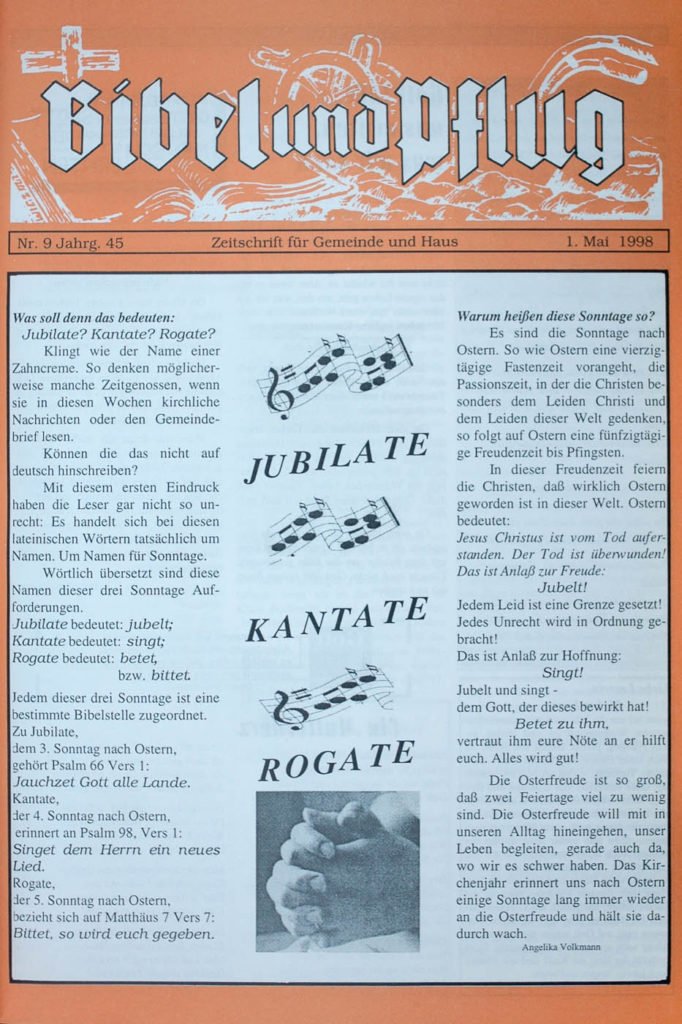 Bibel und Pflug
Nr. 9 Jahrg. 45
Zeitschrift für Gemeinde und Haus
1. Mai 1998
Was soll denn das bedeuten:
Jubilate? Kantate? Rogate?
Klingt wie der Name einer
Zahncreme. So denken möglicher-
weise manche Zeitgenossen, wenn
sie in diesen Wochen kirchliche
Nachrichten oder den Gemeinde-
brief lesen.
Können die das nicht auf
deutsch hinschreiben?
Mit diesem ersten Eindruck
haben die Leser gar nicht so un-
recht: Es handelt sich bei diesen
lateinischen Wörtern tatsächlich um
Namen. Um Namen für Sonntage.
Wörtlich übersetzt sind diese
Namen dieser drei Sonntage Auf-
forderungen.
Jubilate bedeutet: jubelt;
Kantate bedeutet: singt;
Rogate bedeutet: betet,
bzw. bittet.
Jedem dieser drei Sonntage ist eine
bestimmte Bibelstelle zugeordnet.
Zu Jubilate,
dem 3. Sonntag nach Ostern,
gehört Psalm 66 Vers 1:
Jauchzet Gott alle Lande.
Kantate,
der 4. Sonntag nach Ostern,
erinnert an Psalm 98, Vers 1:
Singet dem Herrn ein neues
Lied.
Rogate,
der 5. Sonntag nach Ostern,
bezieht sich auf Matthäus 7 Vers 7:
Bittet, so wird euch gegeben.
JUBILATE
KANTATE
ROGATE
Warum heißen diese Sonntage so?
Es sind die Sonntage nach
Ostern. So wie Ostern eine vierzig-
tägige Fastenzeit vorangeht, die
Passionszeit, in der die Christen be-
sonders dem Leiden Christi und
dem Leiden dieser Welt gedenken,
so folgt auf Ostern eine fünfzigtägi-
ge Freudenzeit bis Pfingsten.
In dieser Freudenzeit feiern
die Christen, daß wirklich Ostern
geworden ist in dieser Welt. Ostern
bedeutet:
Jesus Christus ist vom Tod aufer-
standen. Der Tod ist überwunden!
Das ist Anlaß zur Freude:
Jubelt!
Jedem Leid ist eine Grenze gesetzt!
Jedes Unrecht wird in Ordnung ge-
bracht!
Das ist Anlaß zur Hoffnung:
Singt!
Jubelt und singt -
dem Gott, der dieses bewirkt hat!
Betet zu ihm,
vertraut ihm eure Nöte an er hilft
euch. Alles wird gut!
Die Osterfreude ist so groß,
daß zwei Feiertage viel zu wenig
sind. Die Osterfreude will mit in
unseren Alltag hineingehen, unser
Leben begleiten, gerade auch da,
wo wir es schwer haben. Das Kir-
chenjahr erinnert uns nach Ostern
einige Sonntage lang immer wieder
an die Osterfreude und hält sie da-
durch wach.
Angelika Volkmann